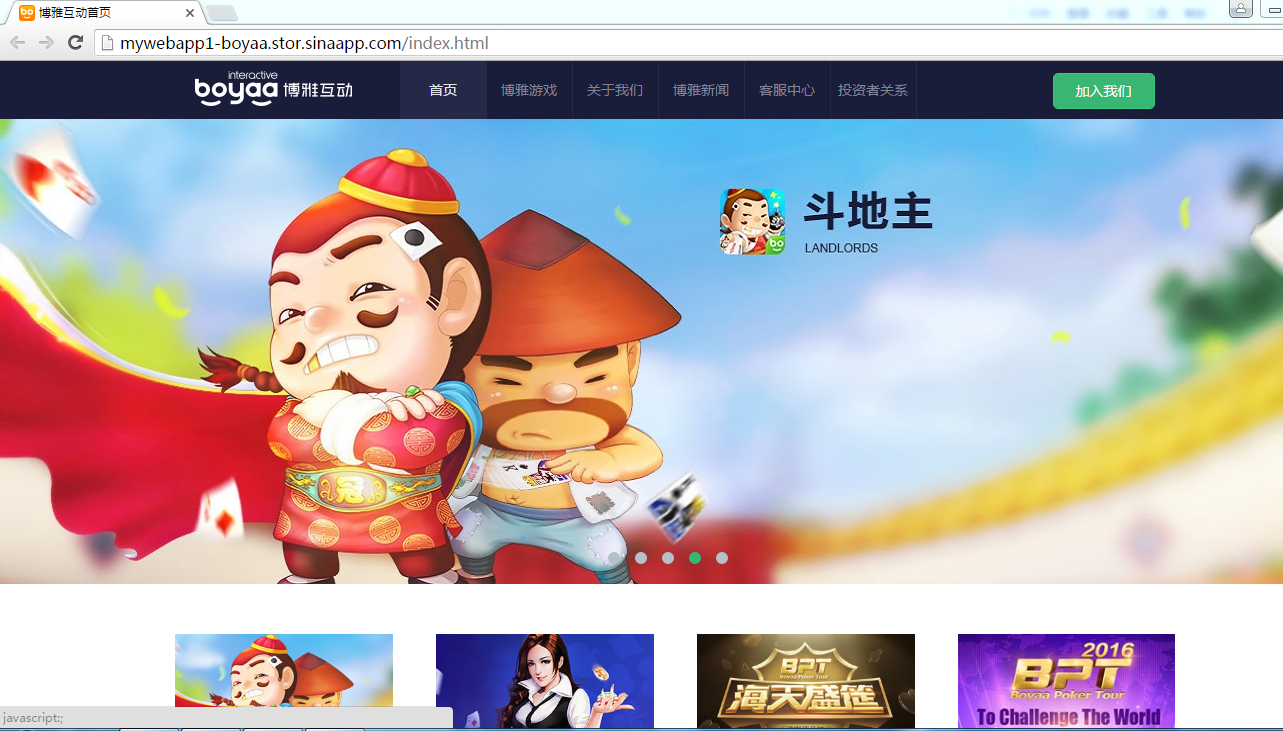 博雅互动首页
mywebapp1-boyaa.stor.sinaapp.com/index.html
interactive
boyaa 博雅互动
首页
博雅游戏
关于我们
博雅新闻
客服中心
投资者关系
加入我们
斗地主
LANDLORDS
冠
BPT
Boyaa Poker Tour
海天盛筵
2016
BPT
Boyaa Poker Tour
To Challenge The World
javascript:;